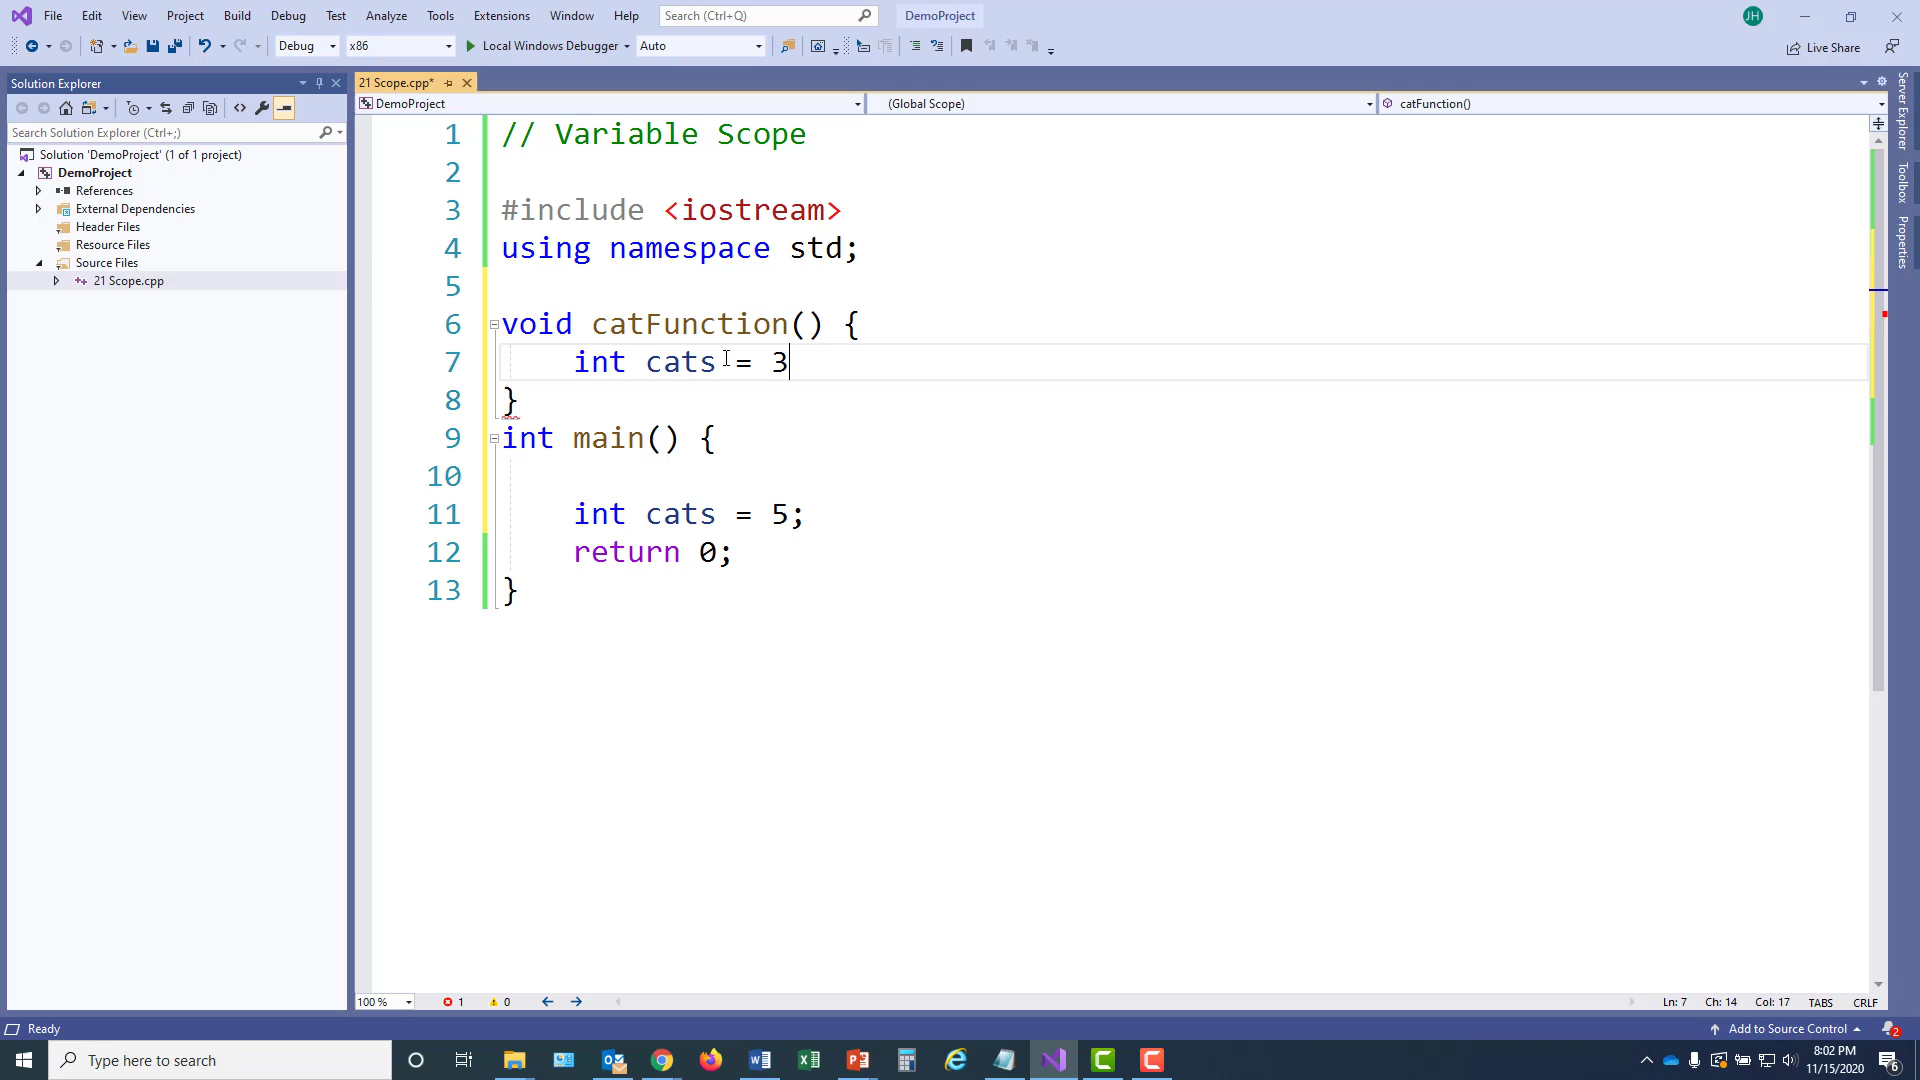 File Edit View Project Build Debug Test Analyze Tools Extensions Window Help Search (Ctrl+Q) DemoProject JH
Debug x86 Local Windows Debugger Auto Live Share
Solution Explorer
Search Solution Explorer (Ctrl+;)
Solution 'DemoProject' (1 of 1 project)
DemoProject
References
External Dependencies
Header Files
Resource Files
Source Files
21 Scope.cpp
21 Scope.cpp*
DemoProject (Global Scope) catFunction()
1 // Variable Scope
2
3 #include <iostream>
4 using namespace std;
5
6 void catFunction() {
7 int cats = 3
8 }
9 int main() {
10
11 int cats = 5;
12 return 0;
13 }
Server Explorer
Toolbox
Properties
100 % 1 0 Ln: 7 Ch: 14 Col: 17 TABS CRLF
Ready Add to Source Control 2
Type here to search
8:02 PM
11/15/2020
6